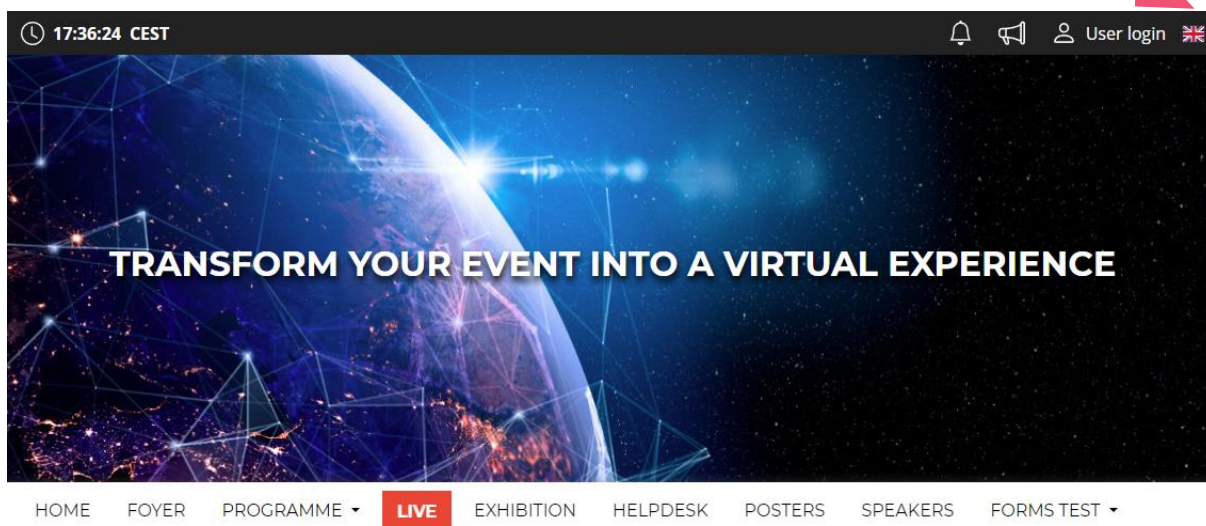 17:36:24 CEST User login
TRANSFORM YOUR EVENT INTO A VIRTUAL EXPERIENCE
HOME FOYER PROGRAMME LIVE EXHIBITION HELPDESK POSTERS SPEAKERS FORMS TEST